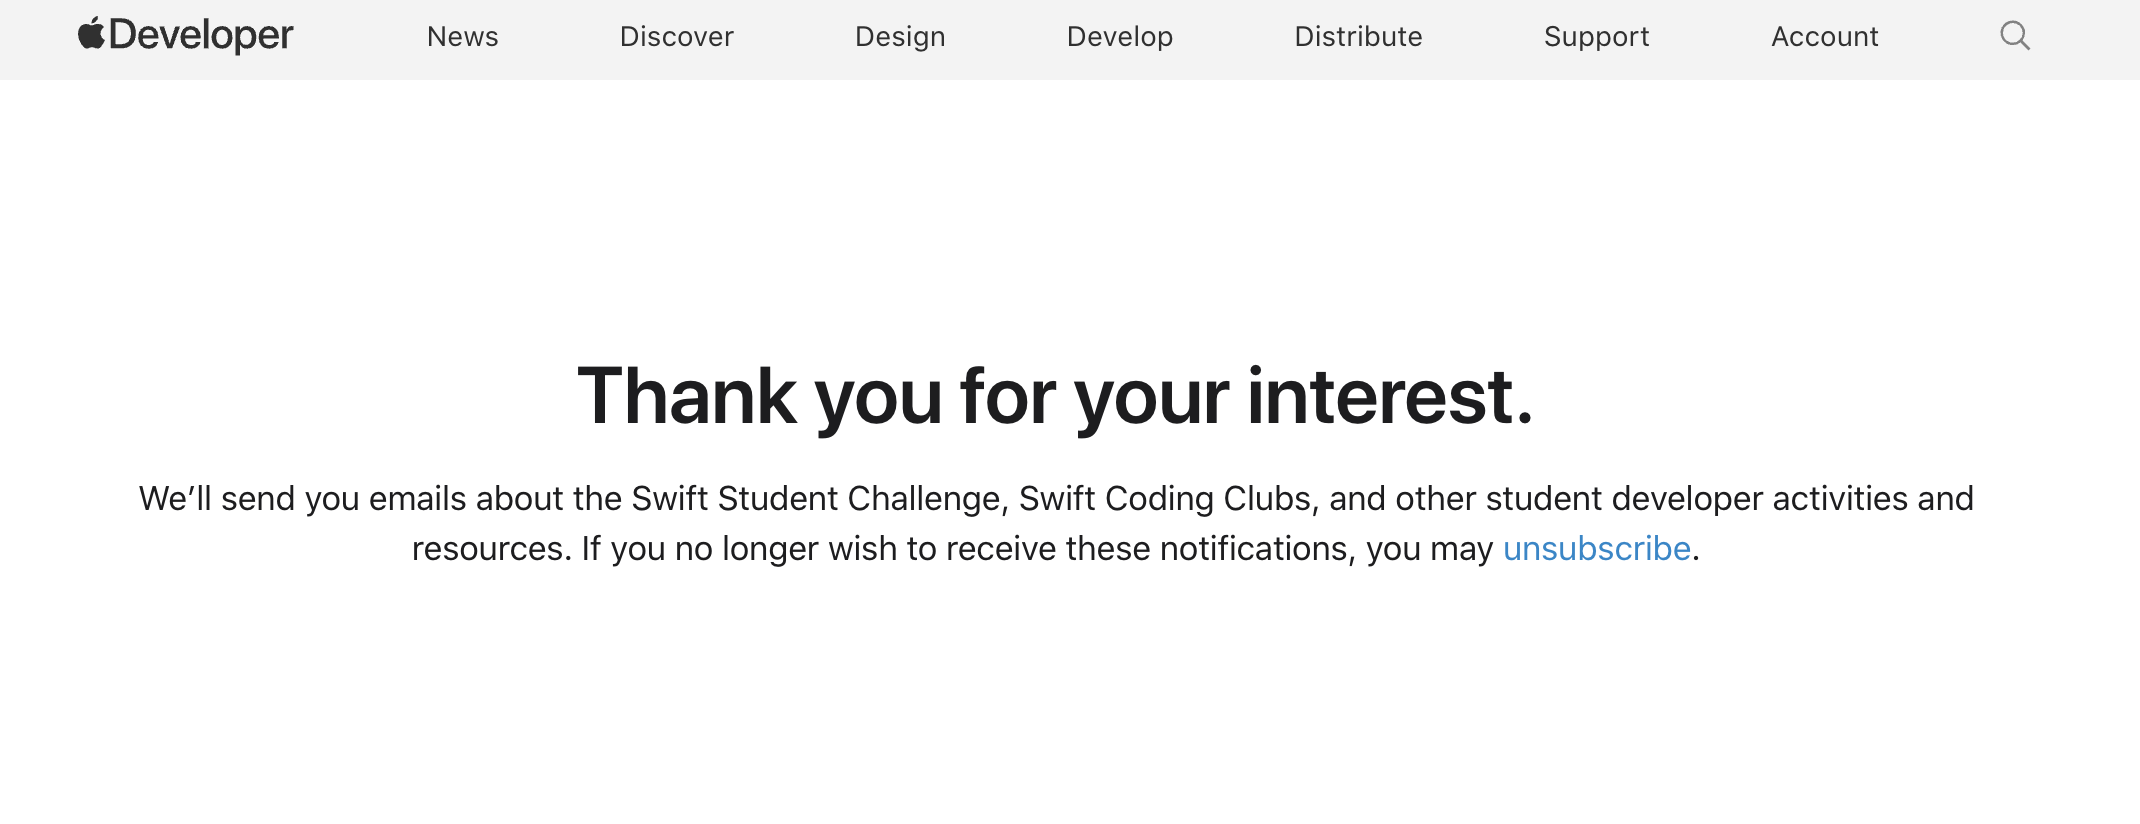 Developer
News
Discover
Design
Develop
Distribute
Support
Account
Thank you for your interest.
We’ll send you emails about the Swift Student Challenge, Swift Coding Clubs, and other student developer activities and
resources. If you no longer wish to receive these notifications, you may unsubscribe.